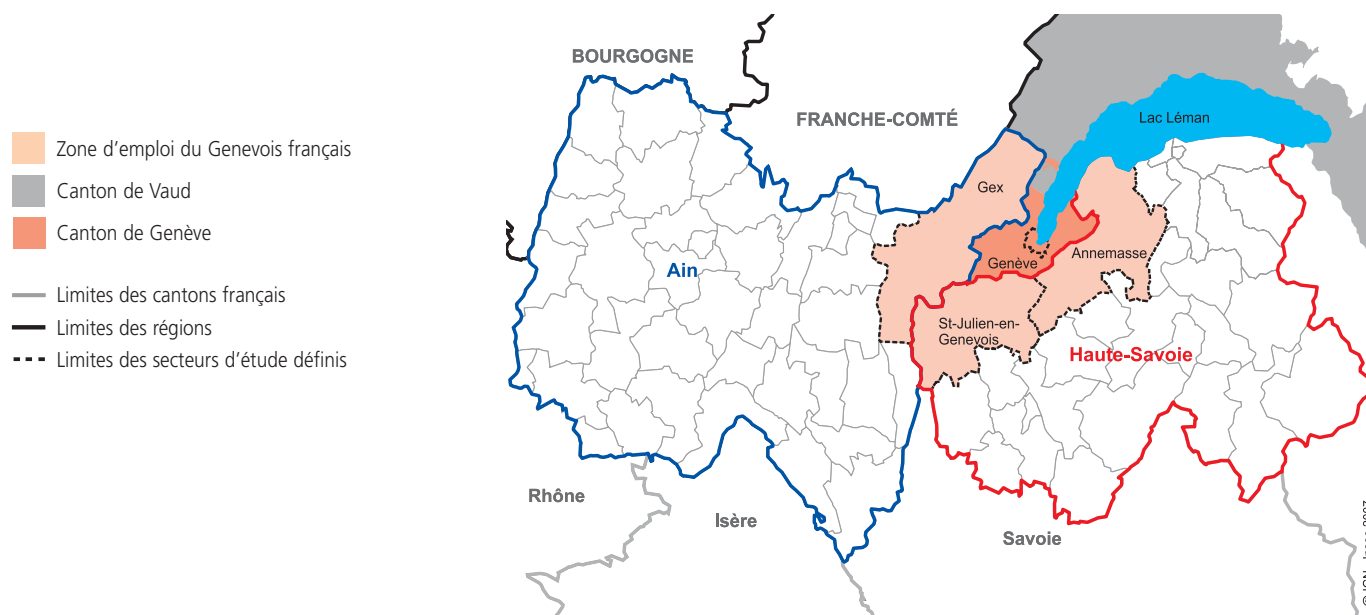 Zone d'emploi du Genevois français
Canton de Vaud
Canton de Genève
Limites des cantons français
Limites des régions
Limites des secteurs d'étude définis
BOURGOGNE
FRANCHE-COMTÉ
Lac Léman
Gex
Ain
Genève
Annemasse
St-Julien-en-
Genevois
Haute-Savoie
Rhône
Isère
Savoie